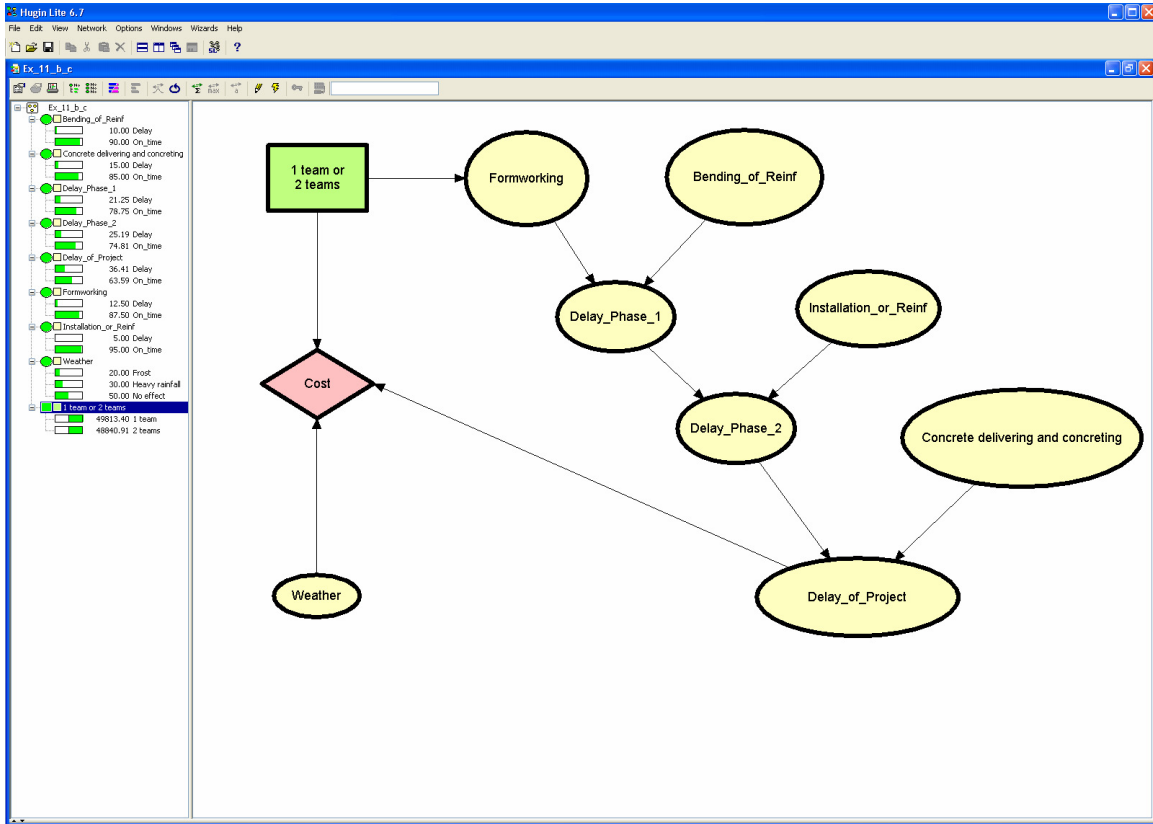 Hugin Lite 6.7
File Edit View Network Options Windows Wizards Help
Ex_11_b_c
Ex_11_b_c
Bending_of_Reinf
10.00 Delay
90.00 On_time
Concrete delivering and concreting
15.00 Delay
85.00 On_time
Delay_Phase_1
21.25 Delay
78.75 On_time
Delay_Phase_2
25.19 Delay
74.81 On_time
Delay_of_Project
36.41 Delay
63.59 On_time
Formworking
12.50 Delay
87.50 On_time
Installation_or_Reinf
5.00 Delay
95.00 On_time
Weather
20.00 Frost
30.00 Heavy rainfall
50.00 No effect
1 team or 2 teams
49813.40 1 team
48840.91 2 teams
1 team or
2 teams
Formworking
Bending_of_Reinf
Delay_Phase_1
Installation_or_Reinf
Cost
Delay_Phase_2
Concrete delivering and concreting
Weather
Delay_of_Project